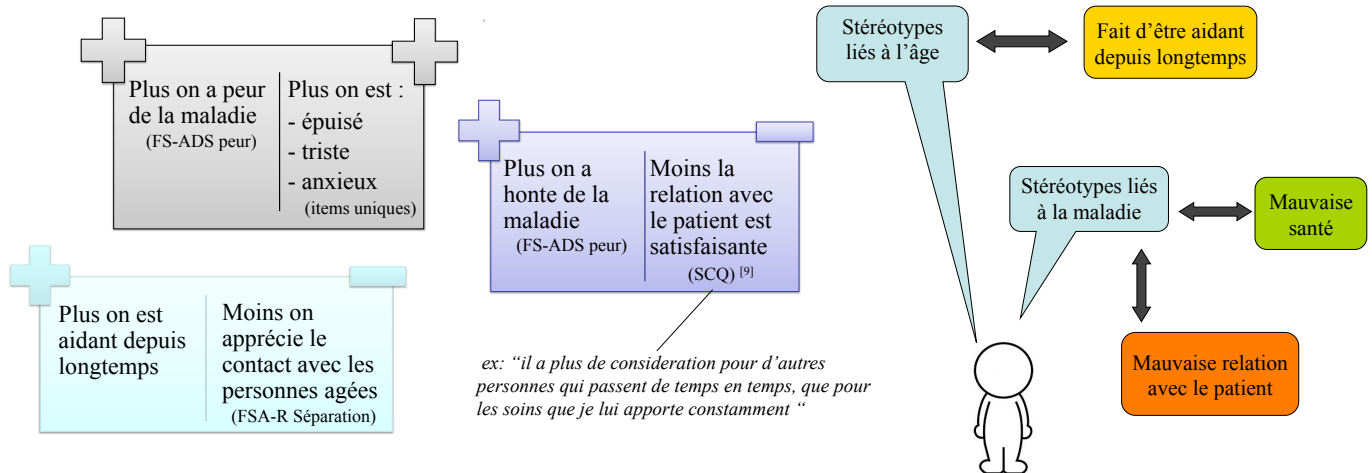 Plus on a peur
de la maladie
(FS-ADS peur)
Plus on est :
- épuisé
- triste
- anxieux
(items uniques)
Plus on est
aidant depuis
longtemps
Moins on
apprécie le
contact avec les
personnes agées
(FSA-R Séparation)
Plus on a
honte de la
maladie
(FS-ADS peur)
Moins la
relation avec
le patient est
satisfaisante
(SCQ) [9]
ex: “il a plus de consideration pour d’autres
personnes qui passent de temps en temps, que pour
les soins que je lui apporte constamment “
Stéréotypes
liés à l’âge
Fait d’être aidant
depuis longtemps
Stéréotypes liés
à la maladie
Mauvaise
santé
Mauvaise relation
avec le patient